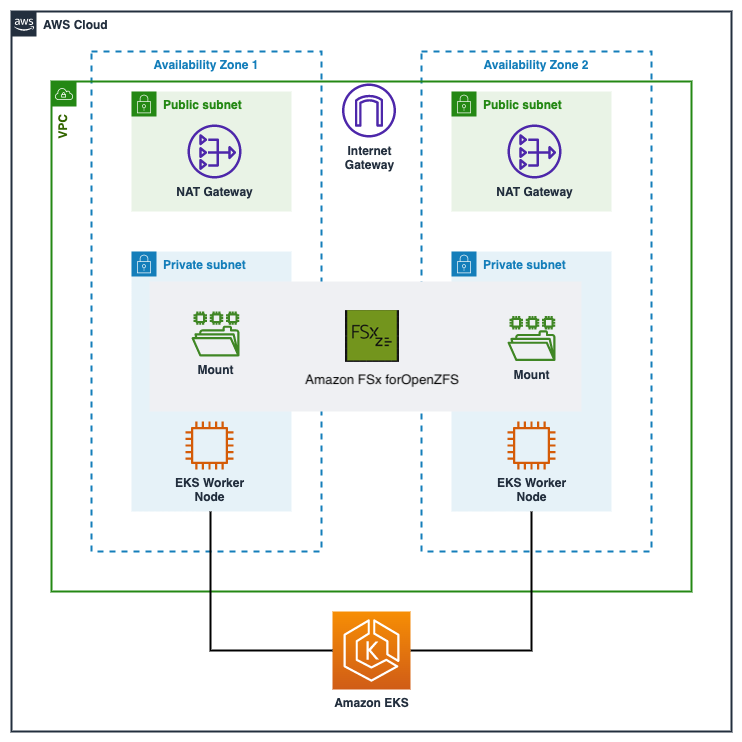 aws
AWS Cloud
Availability Zone 1
Availability Zone 2
VPC
Public subnet
Public subnet
Internet
Gateway
NAT Gateway
NAT Gateway
Private subnet
Private subnet
FSx
Z
Mount
Mount
Amazon FSx forOpenZFS
EKS Worker
Node
EKS Worker
Node
K
Amazon EKS